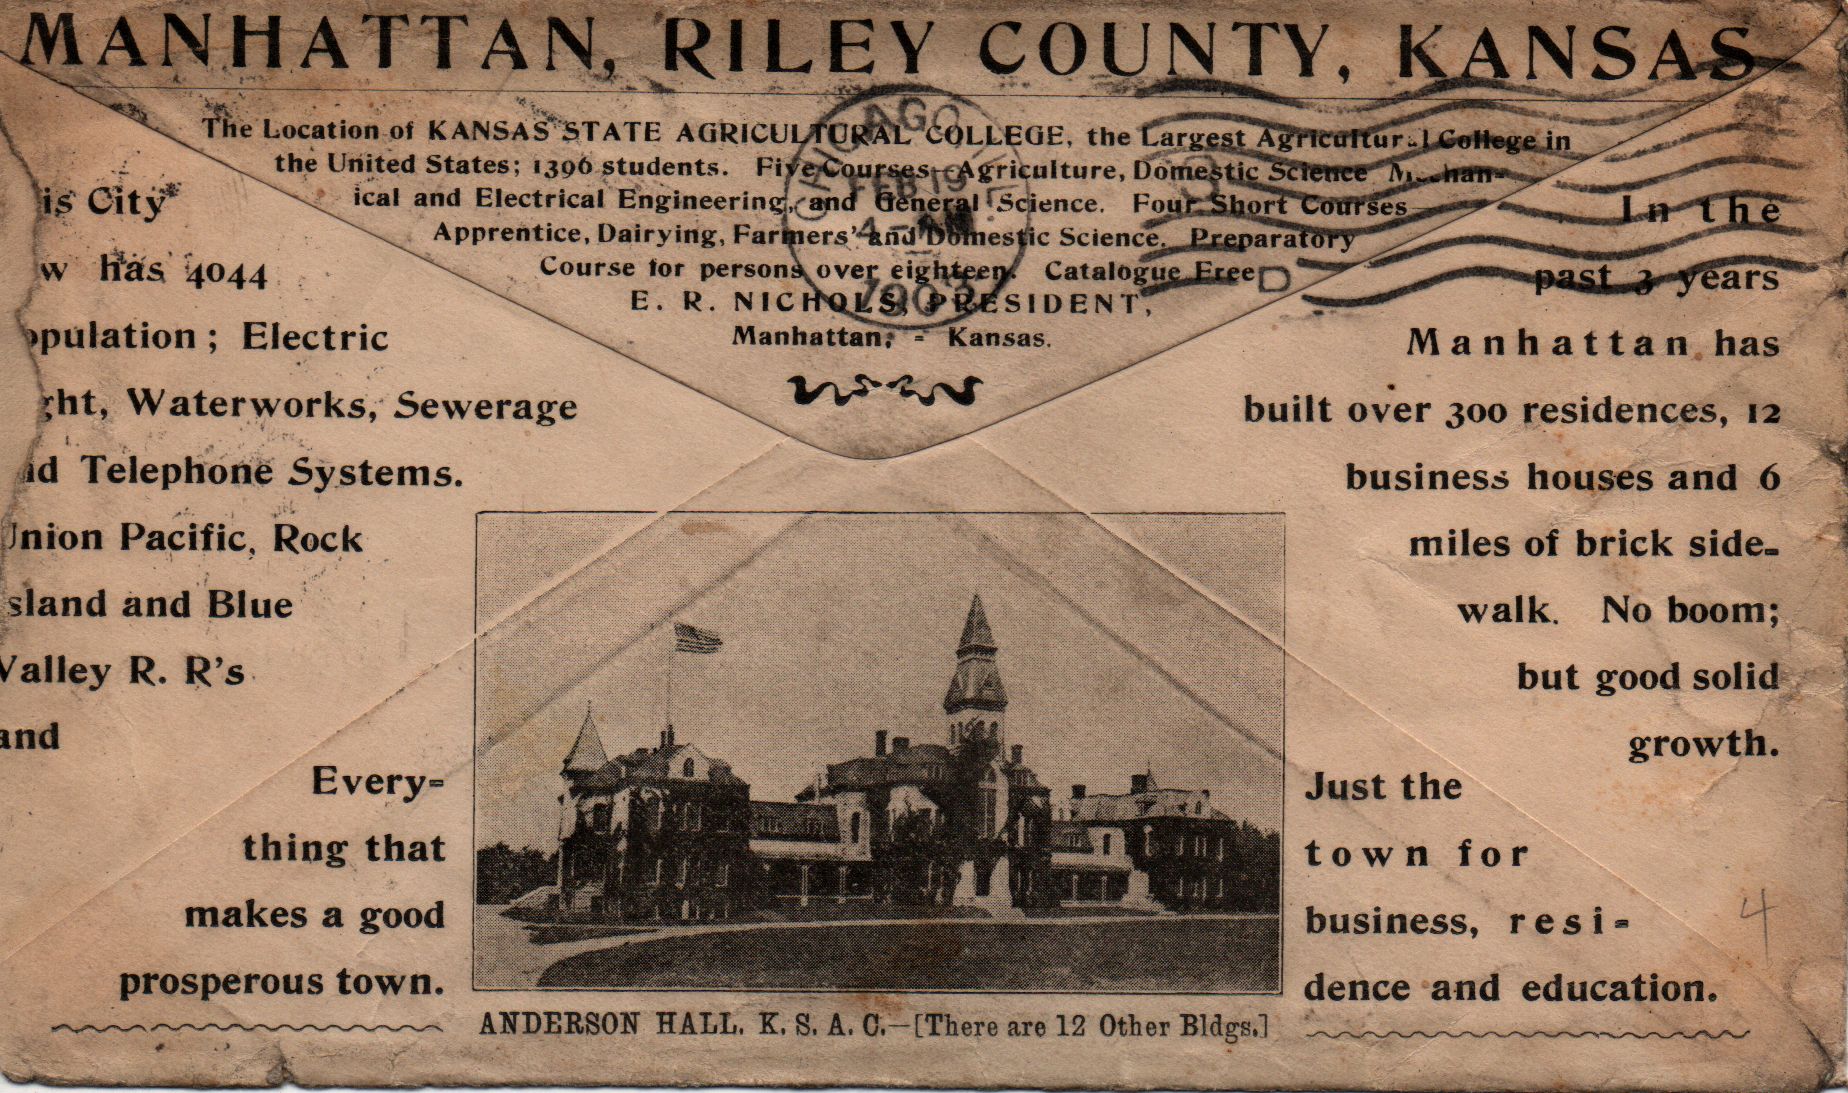 MANHATTAN, RILEY COUNTY, KANSAS
The Location of KANSAS STATE AGRICULTURAL COLLEGE, the Largest Agricultural College in
the United States; 1396 students. Five Courses—Agriculture, Domestic Science Mechan-
ical and Electrical Engineering, and General Science. Four Short Courses—
Apprentice, Dairying, Farmers' and Domestic Science. Preparatory
Course for persons over eighteen. Catalogue Free
E. R. NICHOLS, PRESIDENT,
Manhattan, - Kansas.
CHICAGO, ILL.
FEB 19
4 - AM
1903
D
is City
w has 4044
opulation; Electric
ght, Waterworks, Sewerage
nd Telephone Systems.
Union Pacific, Rock
sland and Blue
Valley R. R's
and
Every-
thing that
makes a good
prosperous town.
In the
past 3 years
Manhattan has
built over 300 residences, 12
business houses and 6
miles of brick side-
walk. No boom;
but good solid
growth.
Just the
town for
business, resi-
dence and education.
4
ANDERSON HALL. K. S. A. C.—[There are 12 Other Bldgs.]